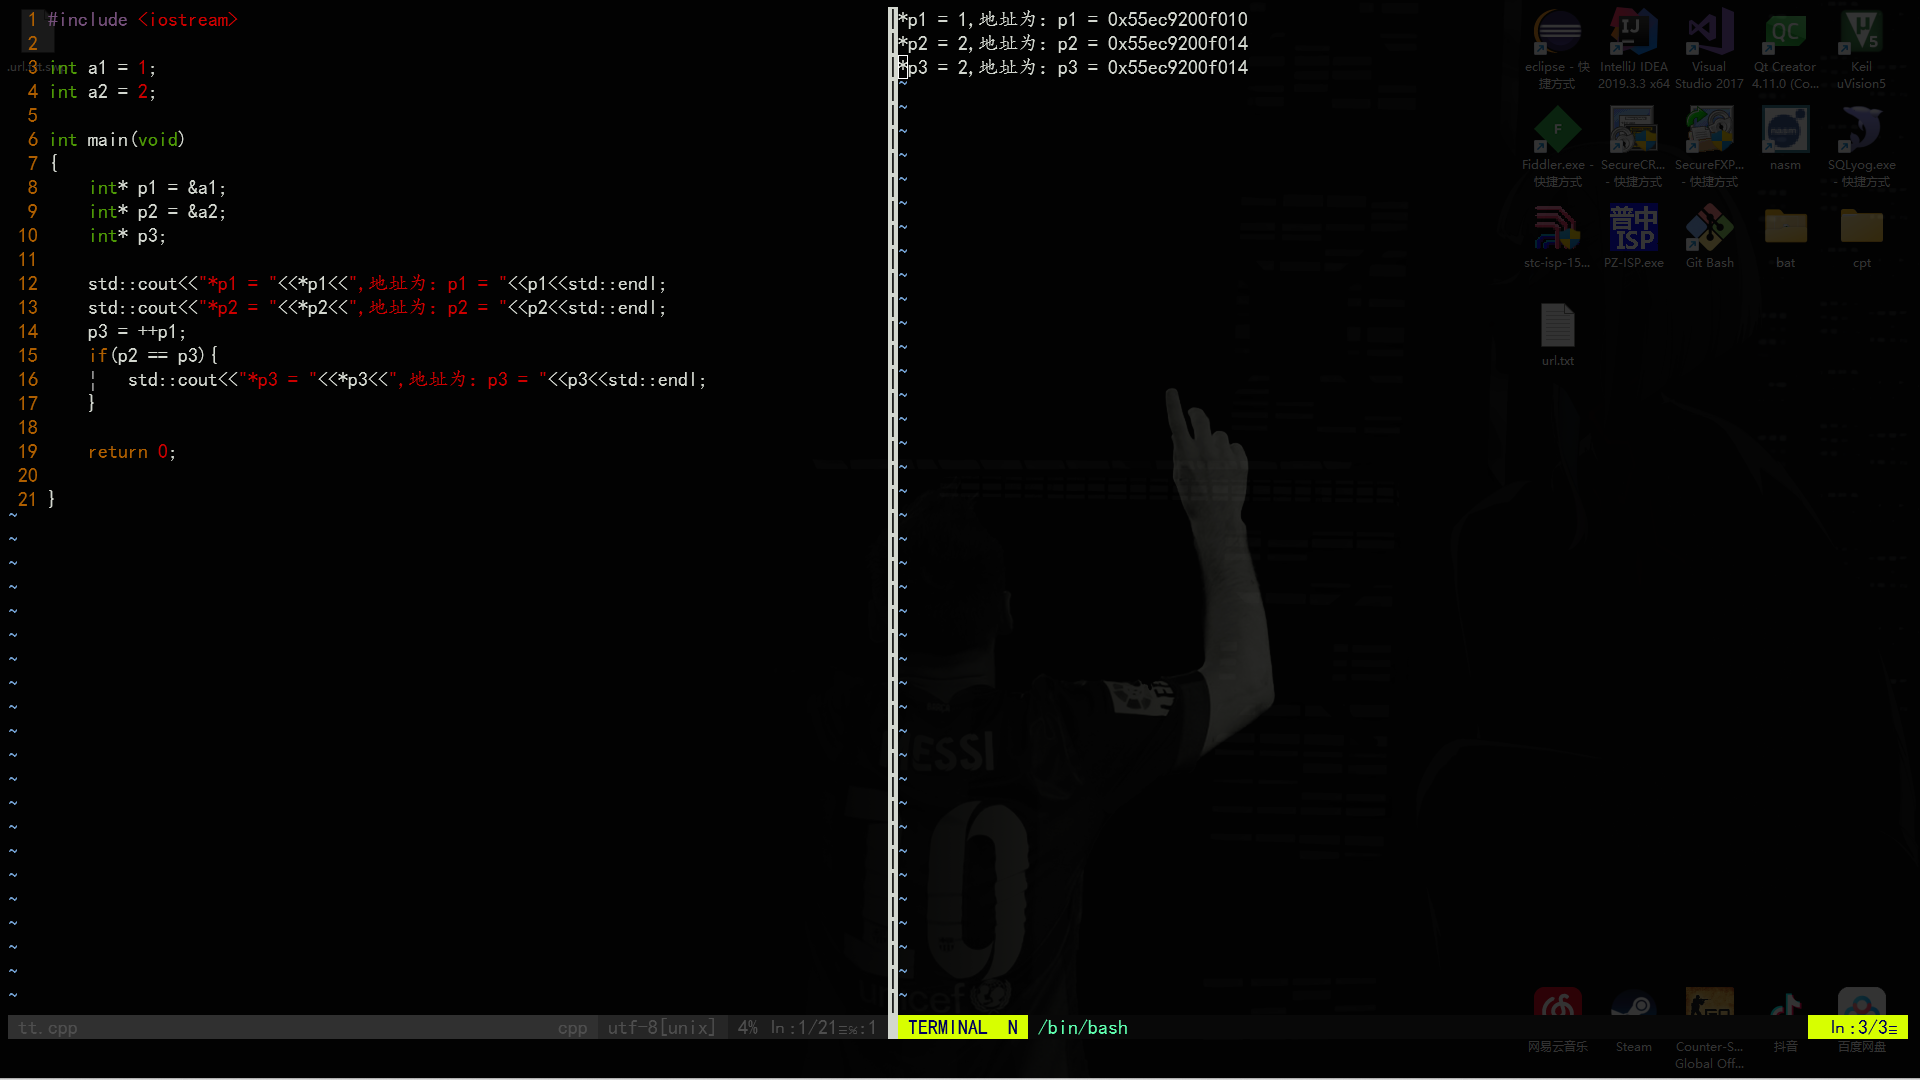 1 #include <iostream>
2
3 int a1 = 1;
4 int a2 = 2;
5
6 int main(void)
7 {
8 int* p1 = &a1;
9 int* p2 = &a2;
10 int* p3;
11
12 std::cout<<"*p1 = "<<*p1<<",地址为: p1 = "<<p1<<std::endl;
13 std::cout<<"*p2 = "<<*p2<<",地址为: p2 = "<<p2<<std::endl;
14 p3 = ++p1;
15 if(p2 == p3){
16 ¦ std::cout<<"*p3 = "<<*p3<<",地址为: p3 = "<<p3<<std::endl;
17 }
18
19 return 0;
20
21 }
tt.cpp cpp utf-8[unix] 4% ln:1/21≡%:1
*p1 = 1,地址为: p1 = 0x55ec9200f010
*p2 = 2,地址为: p2 = 0x55ec9200f014
*p3 = 2,地址为: p3 = 0x55ec9200f014
TERMINAL N /bin/bash ln:3/3≡
eclipse - 快捷方式
IntelliJ IDEA 2019.3.3 x64
Visual Studio 2017
Qt Creator 4.11.0 (Co...
Keil uVision5
Fiddler.exe - 快捷方式
SecureCR... - 快捷方式
SecureFXP... - 快捷方式
nasm
SQLyog.exe - 快捷方式
stc-isp-15...
普中 ISP
PZ-ISP.exe
Git Bash
bat
cpt
url.txt
ESSI
10
unicef
网易云音乐
Steam
Counter-S... Global Off...
抖音
百度网盘